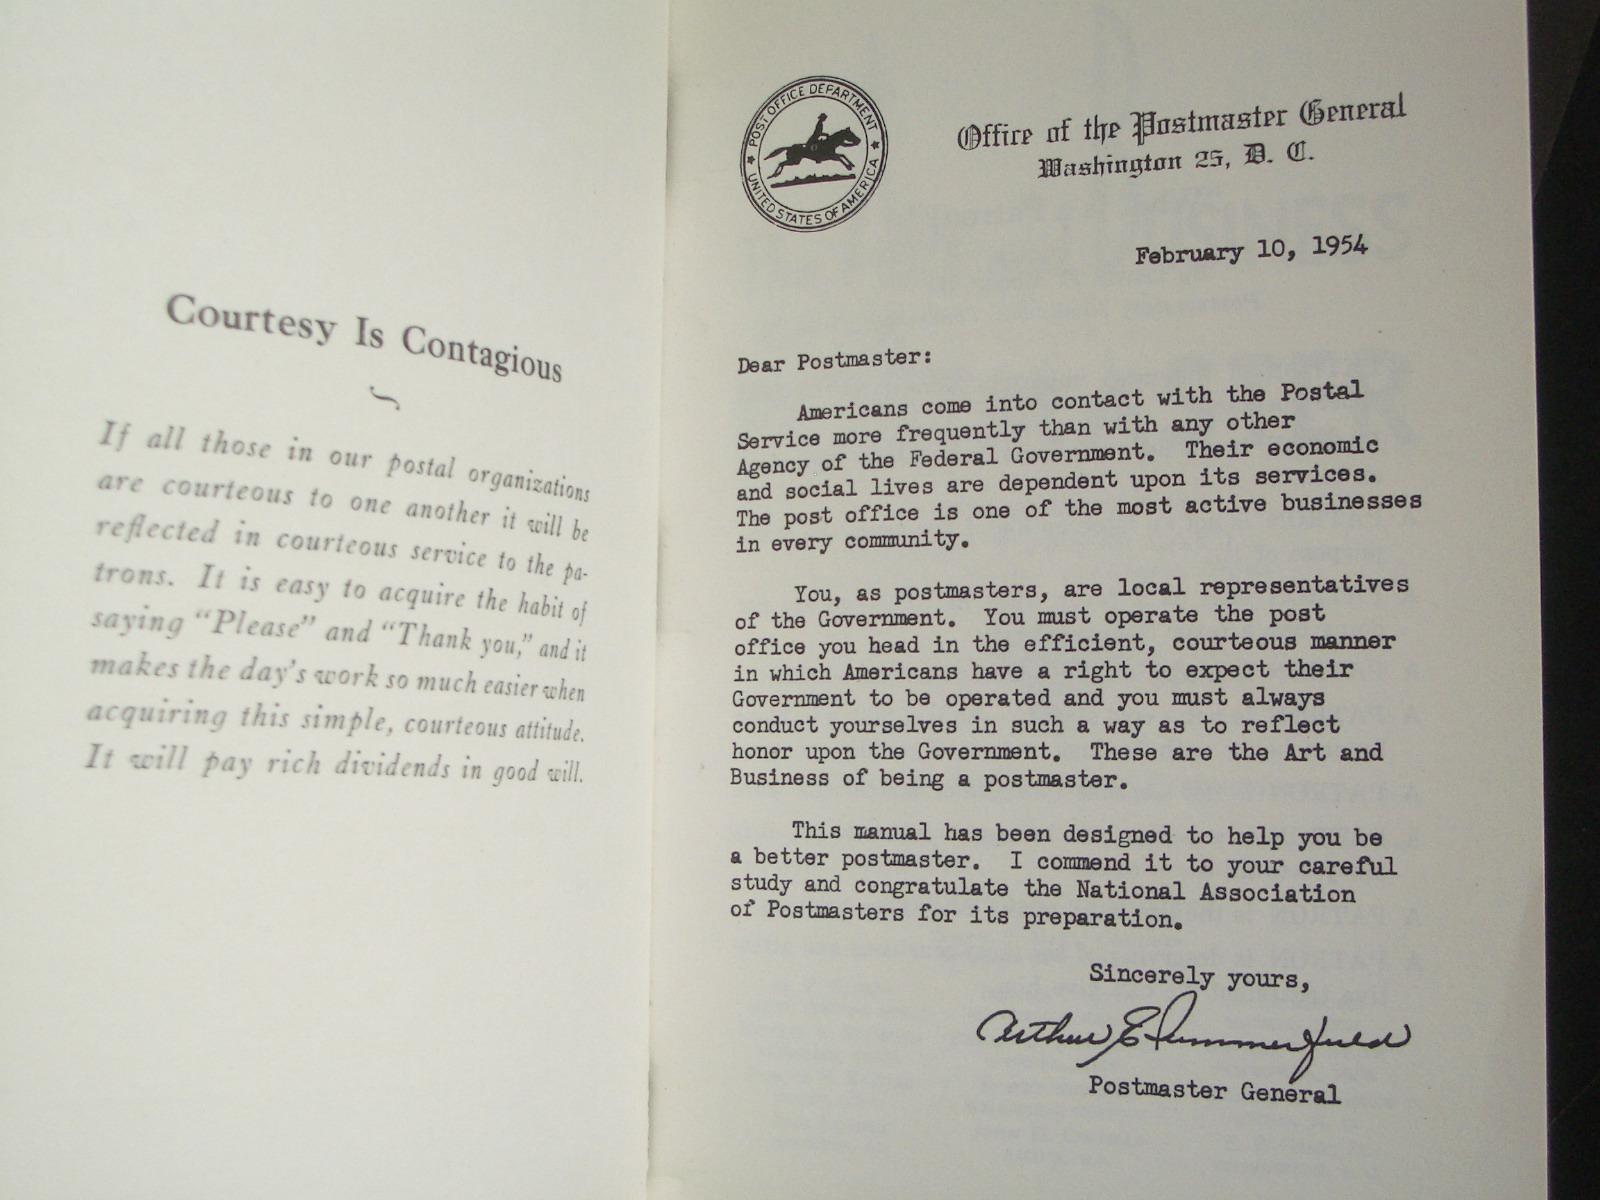 Courtesy Is Contagious
If all those in our postal organizations
are courteous to one another it will be
reflected in courteous service to the pa-
trons. It is easy to acquire the habit of
saying “Please” and “Thank you,” and it
makes the day's work so much easier when
acquiring this simple, courteous attitude.
It will pay rich dividends in good will.
POST OFFICE DEPARTMENT
UNITED STATES OF AMERICA
Office of the Postmaster General
Washington 25, D. C.
February 10, 1954
Dear Postmaster:
Americans come into contact with the Postal
Service more frequently than with any other
Agency of the Federal Government. Their economic
and social lives are dependent upon its services.
The post office is one of the most active businesses
in every community.
You, as postmasters, are local representatives
of the Government. You must operate the post
office you head in the efficient, courteous manner
in which Americans have a right to expect their
Government to be operated and you must always
conduct yourselves in such a way as to reflect
honor upon the Government. These are the Art and
Business of being a postmaster.
This manual has been designed to help you be
a better postmaster. I commend it to your careful
study and congratulate the National Association
of Postmasters for its preparation.
Sincerely yours,
Arthur E Summerfield
Postmaster General